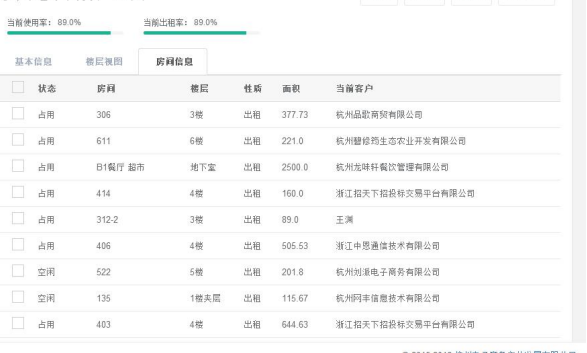 当前使用率: 89.0% 当前出租率: 89.0%
基本信息 楼层视图 房间信息
状态 房间 楼层 性质 面积 当前客户
占用 306 3楼 出租 377.73 杭州品歌商贸有限公司
占用 611 6楼 出租 221.0 杭州碧修筠生态农业开发有限公司
占用 B1餐厅 超市 地下室 出租 2500.0 杭州龙味轩餐饮管理有限公司
占用 414 4楼 出租 160.0 浙江招天下招投标交易平台有限公司
占用 312-2 3楼 出租 89.0 王渊
占用 406 4楼 出租 505.53 浙江中恩通信技术有限公司
空闲 522 5楼 出租 201.8 杭州刘派电子商务有限公司
空闲 135 1楼夹层 出租 115.67 杭州网丰信息技术有限公司
占用 403 4楼 出租 644.63 浙江招天下招投标交易平台有限公司